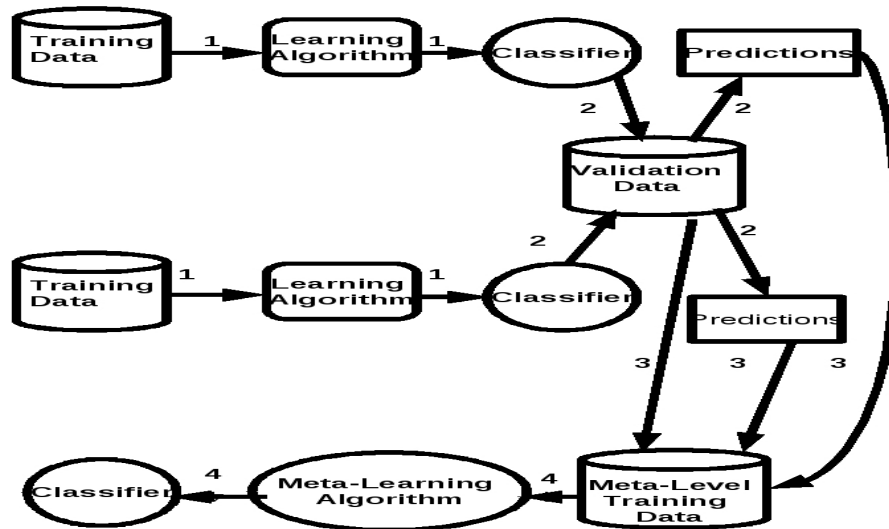 Training
Data
1
Learning
Algorithm
1
Classifier
Predictions
2
2
Validation
Data
Training
Data
1
Learning
Algorithm
1
Classifier
2
2
Predictions
3
3
3
Classifier
4
Meta-Learning
Algorithm
4
Meta-Level
Training
Data